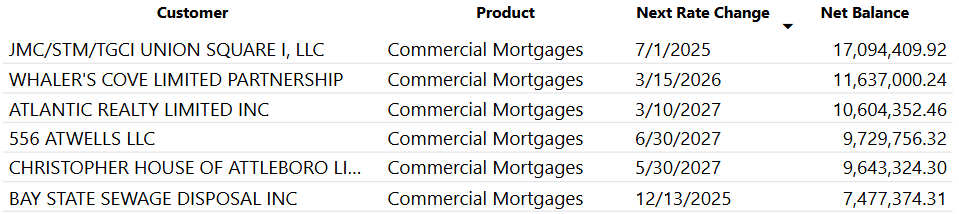 Customer Product Next Rate Change Net Balance
JMC/STM/TGCI UNION SQUARE I, LLC Commercial Mortgages 7/1/2025 17,094,409.92
WHALER'S COVE LIMITED PARTNERSHIP Commercial Mortgages 3/15/2026 11,637,000.24
ATLANTIC REALTY LIMITED INC Commercial Mortgages 3/10/2027 10,604,352.46
556 ATWELLS LLC Commercial Mortgages 6/30/2027 9,729,756.32
CHRISTOPHER HOUSE OF ATTLEBORO LI... Commercial Mortgages 5/30/2027 9,643,324.30
BAY STATE SEWAGE DISPOSAL INC Commercial Mortgages 12/13/2025 7,477,374.31